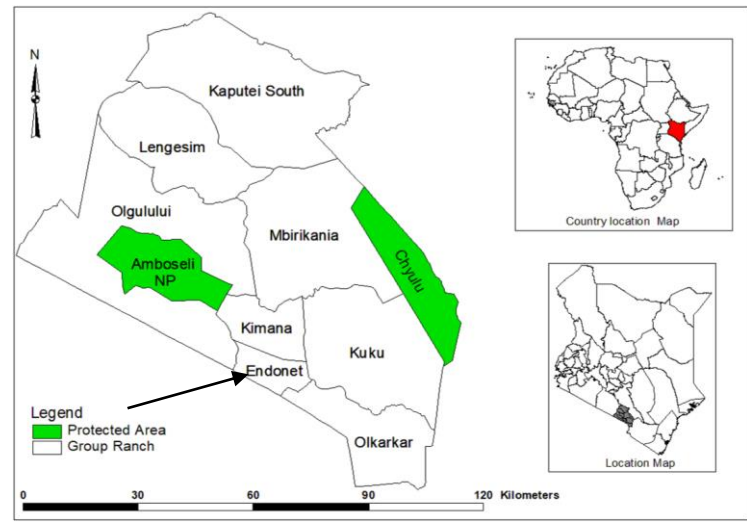 N
Kaputei South
Lengesim
Olgululului
Mbirikania
Amboseli
NP
Chyulu
Kimana
Kuku
Endonet
Olkarkar
Legend
Protected Area
Group Ranch
0 30 60 90 120 Kilometers
Country location Map
Location Map